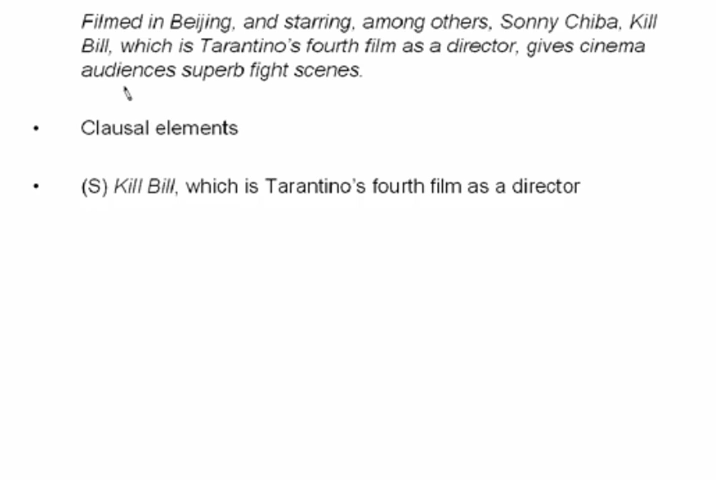 Filmed in Beijing, and starring, among others, Sonny Chiba, Kill
Bill, which is Tarantino's fourth film as a director, gives cinema
audiences superb fight scenes.
• Clausal elements
• (S) Kill Bill, which is Tarantino's fourth film as a director